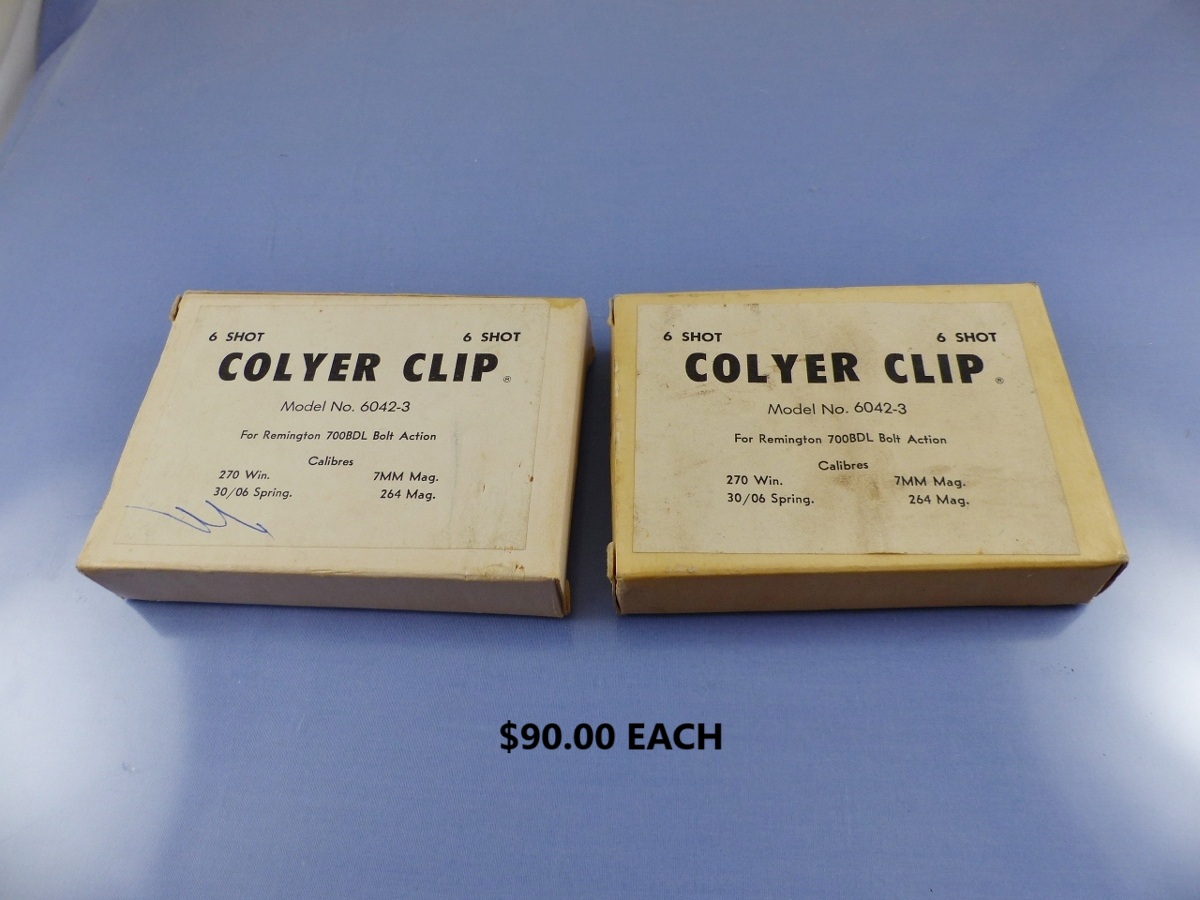 6 SHOT 6 SHOT
COLYER CLIP®
Model No. 6042-3
For Remington 700BDL Bolt Action
Calibres
270 Win. 7MM Mag.
30/06 Spring. 264 Mag.
6 SHOT 6 SHOT
COLYER CLIP®
Model No. 6042-3
For Remington 700BDL Bolt Action
Calibres
270 Win. 7MM Mag.
30/06 Spring. 264 Mag.
$90.00 EACH